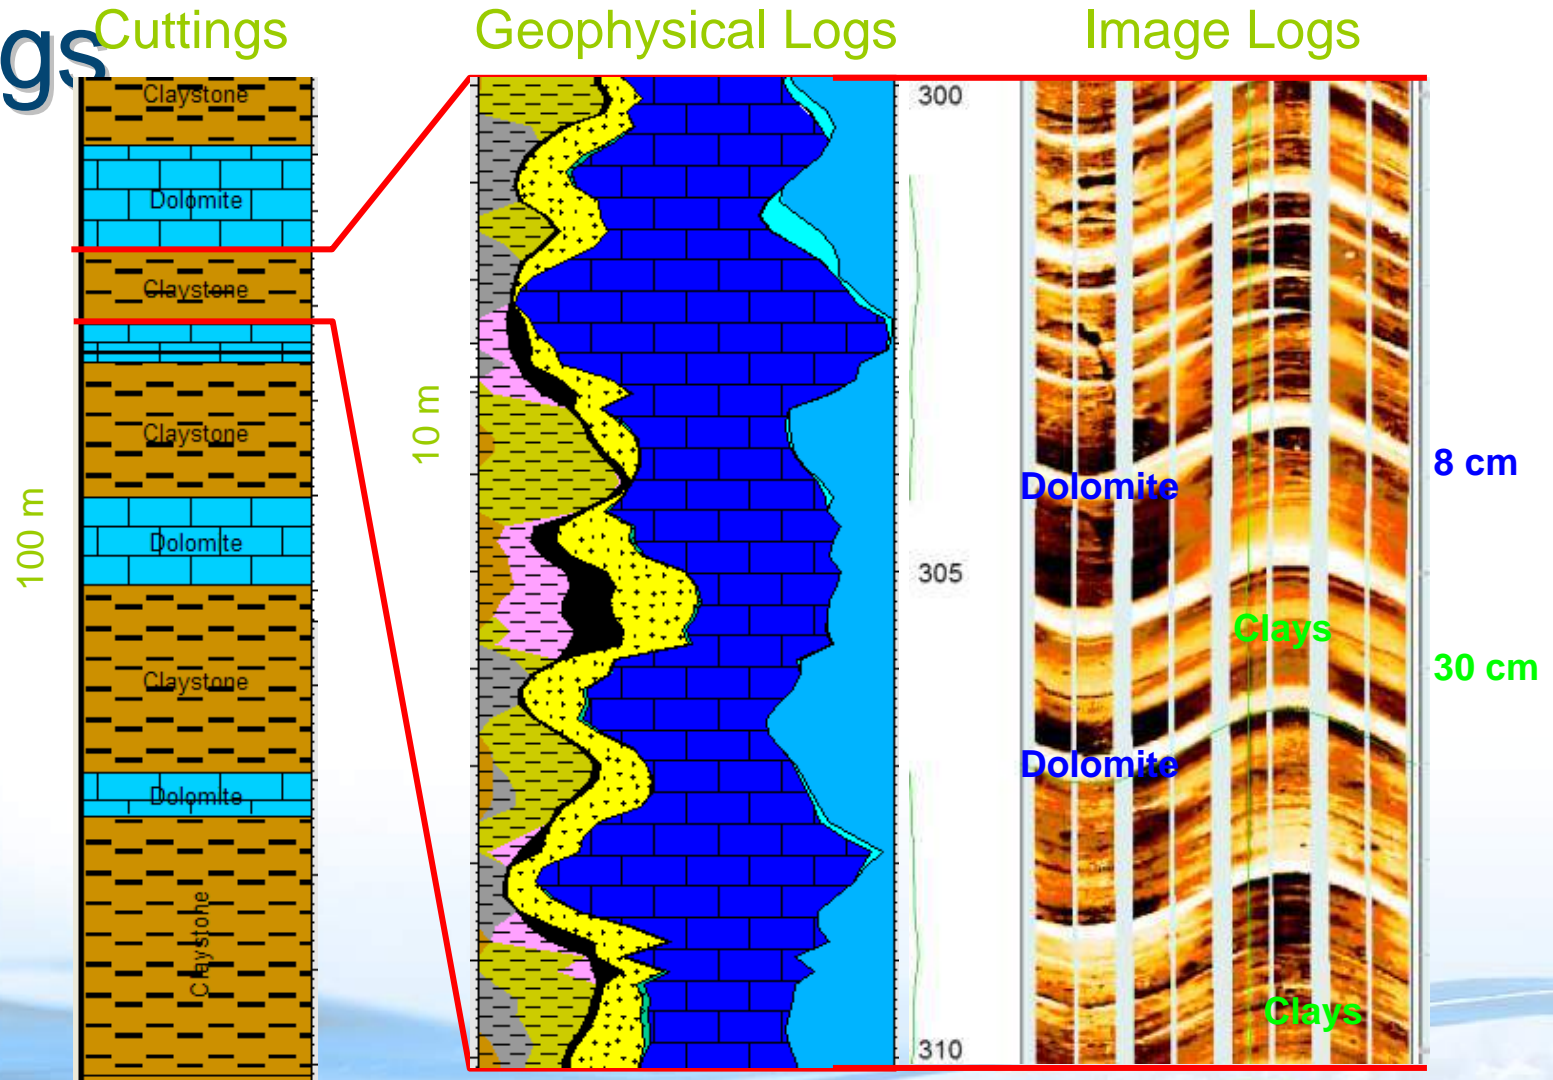 gs
Cuttings
Geophysical Logs
Image Logs
100 m
Claystone
Dolomite
Claystone
Claystone
Dolomite
Claystone
Dolomite
Claystone
10 m
300
305
310
Dolomite
8 cm
Clays
30 cm
Dolomite
Clays